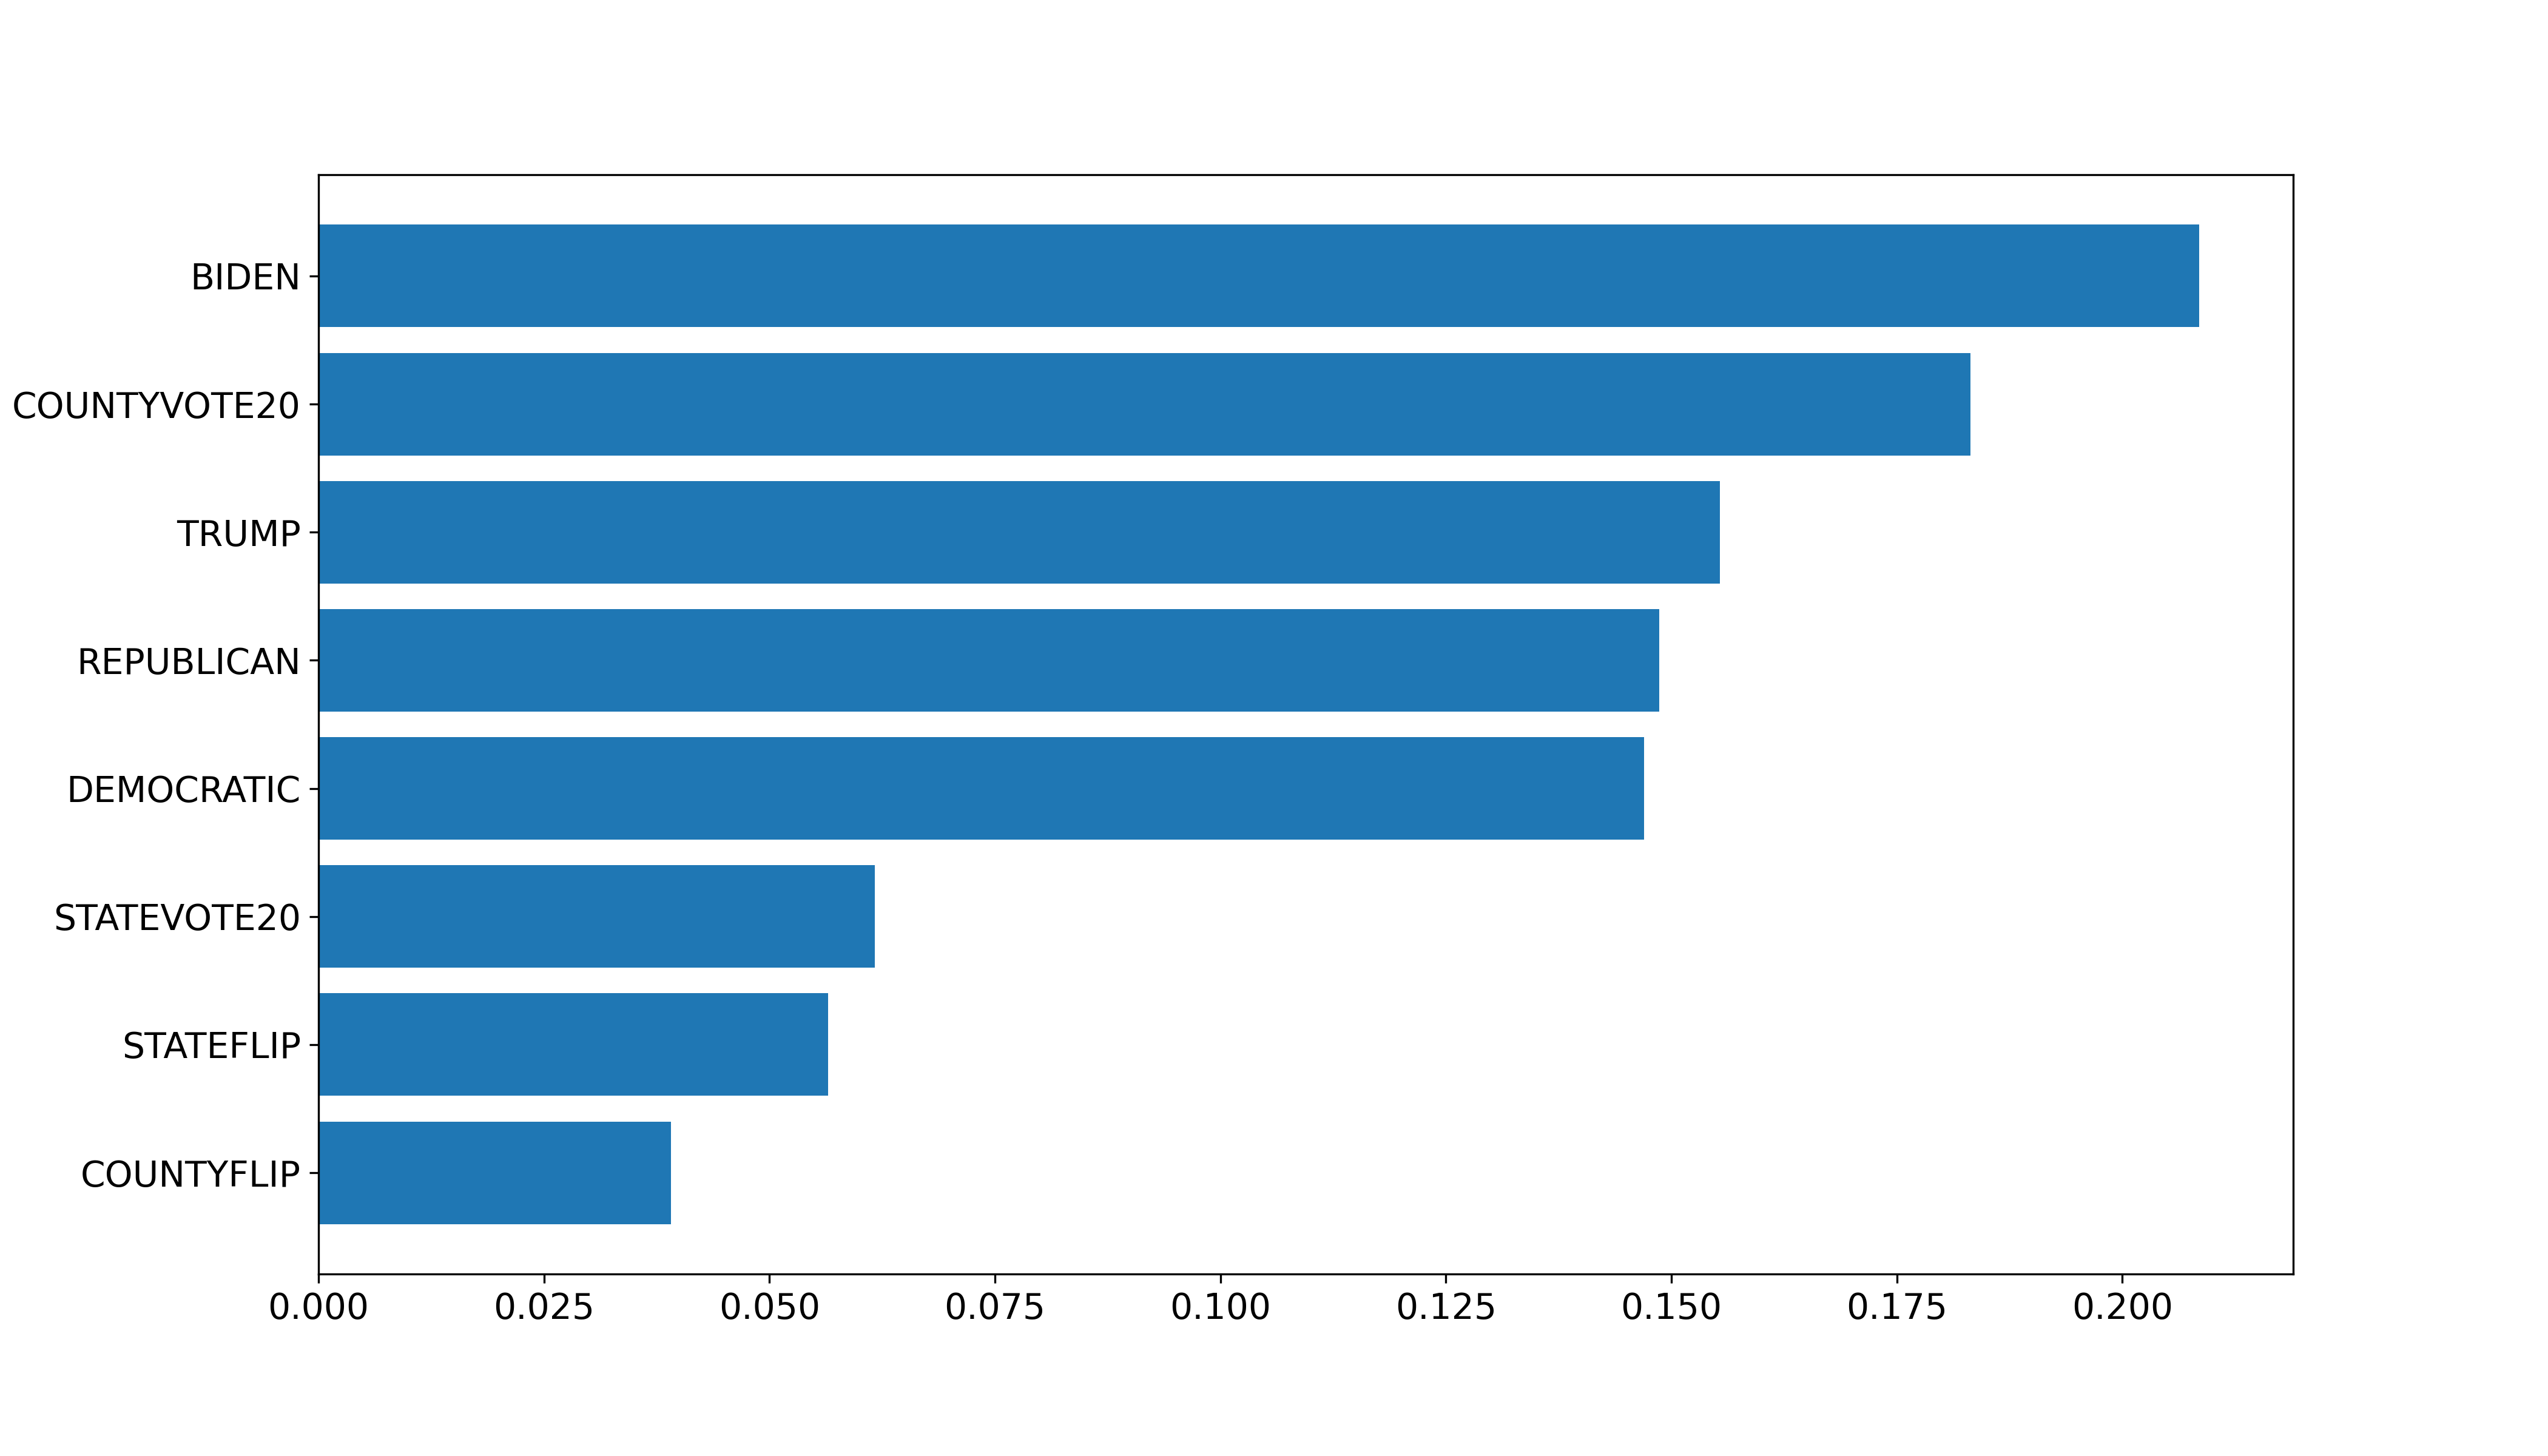 BIDEN
COUNTYVOTE20
TRUMP
REPUBLICAN
DEMOCRATIC
STATEVOTE20
STATEFLIP
COUNTYFLIP
0.000 0.025 0.050 0.075 0.100 0.125 0.150 0.175 0.200